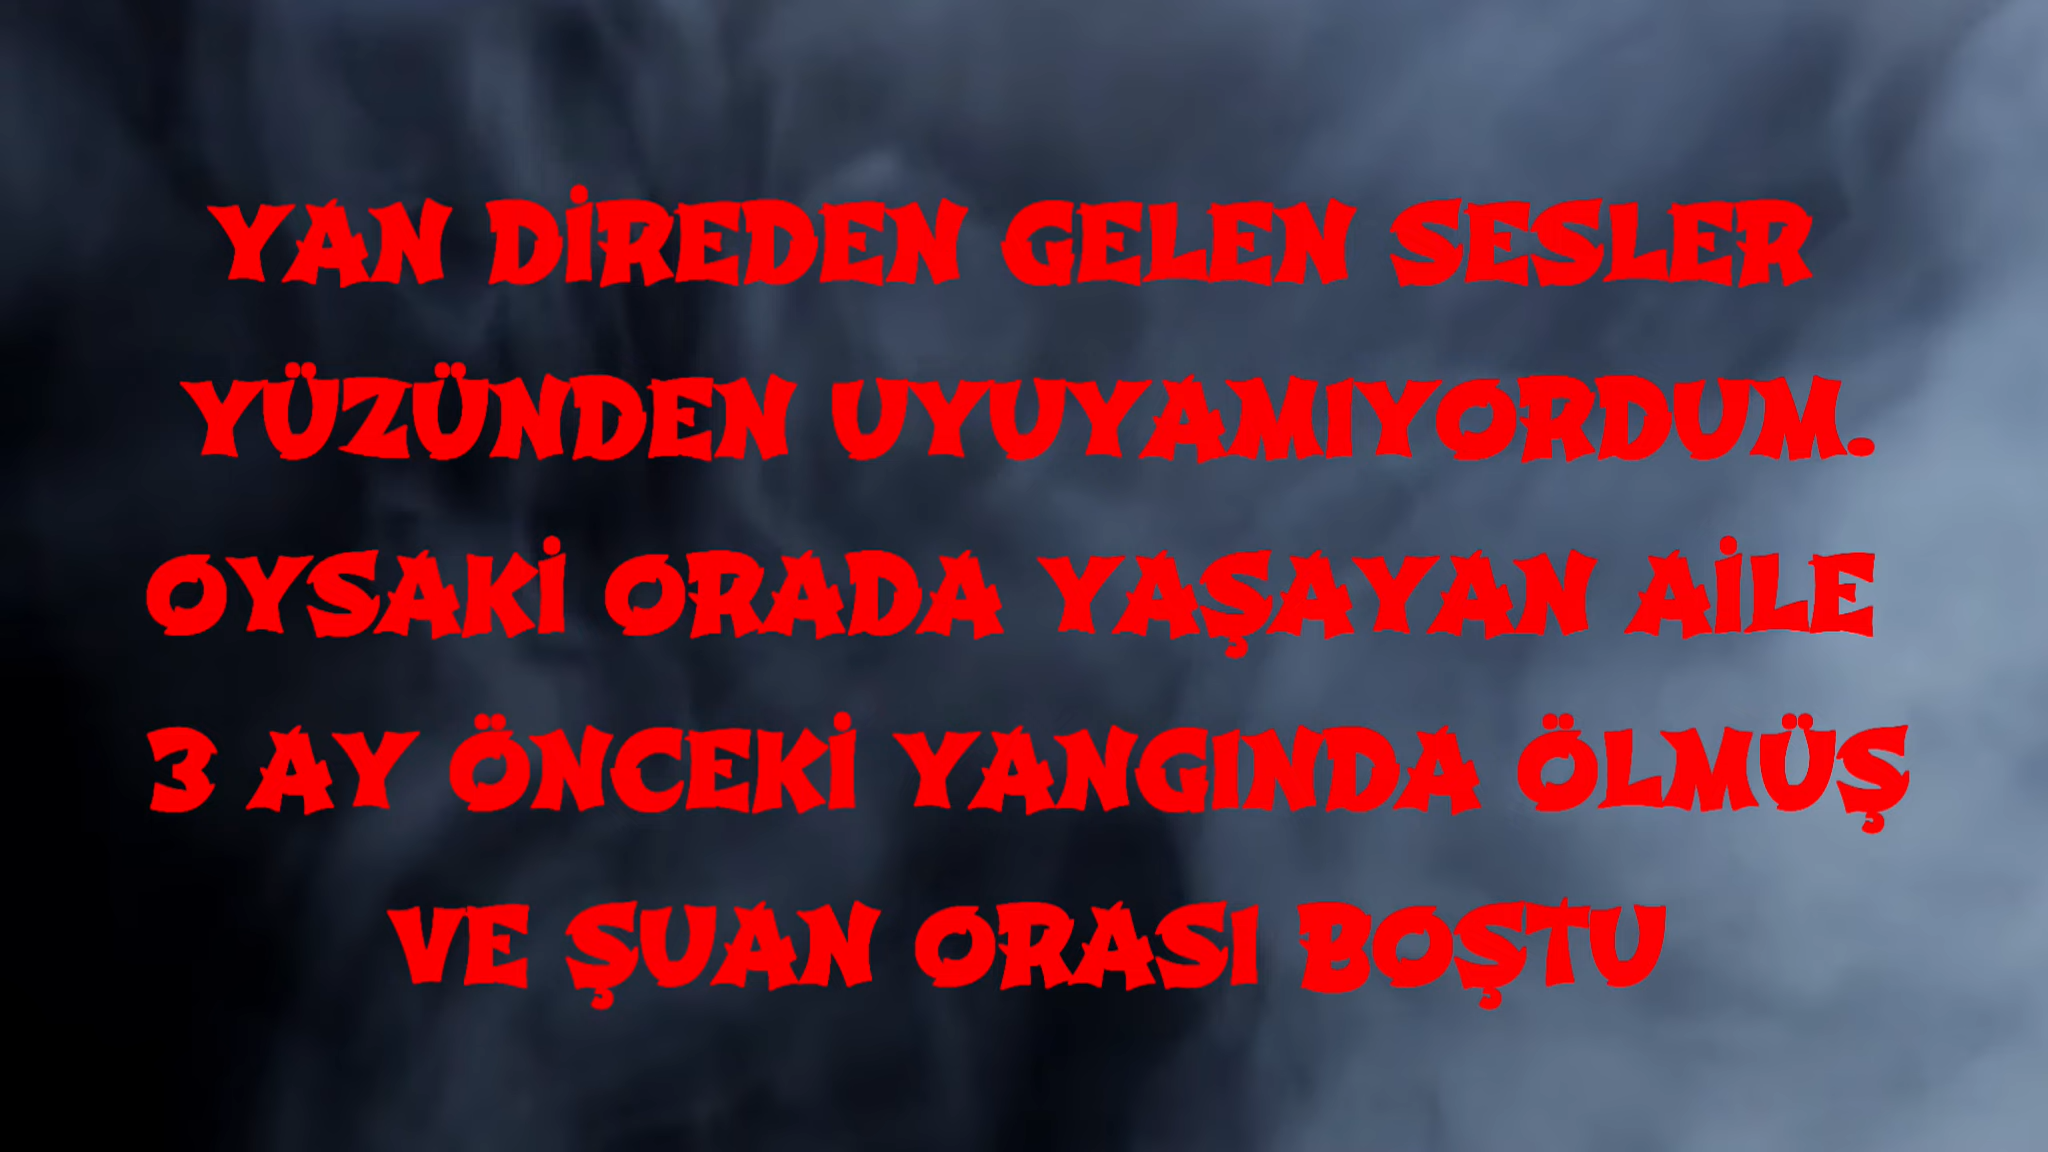 YAN DİREDEN GELEN SESLER
YÜZÜNDEN UYUYAMIYORDUM.
OYSAKİ ORADA YAŞAYAN AİLE
3 AY ÖNCEKİ YANGINDA ÖLMÜŞ
VE ŞUAN ORASI BOŞTU